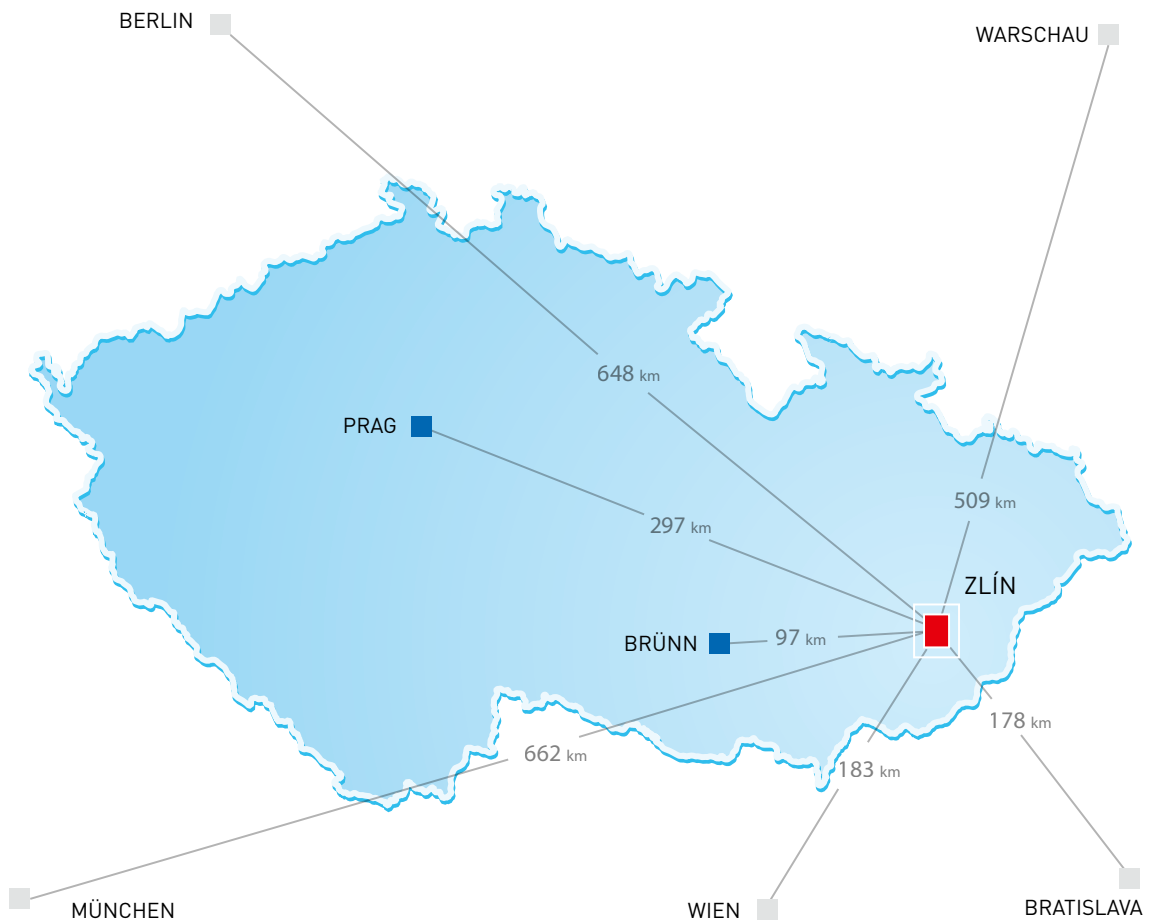 BERLIN
WARSCHAU
648 km
PRAG
509 km
297 km
ZLÍN
97 km
BRÜNN
178 km
662 km
183 km
MÜNCHEN
WIEN
BRATISLAVA